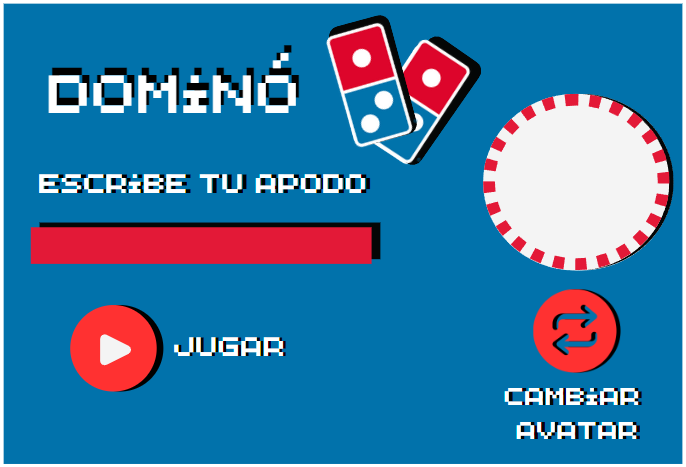 DOMiNÓ
ESCRiBE TU APODO
JUGAR
CAMBiAR
AVATAR